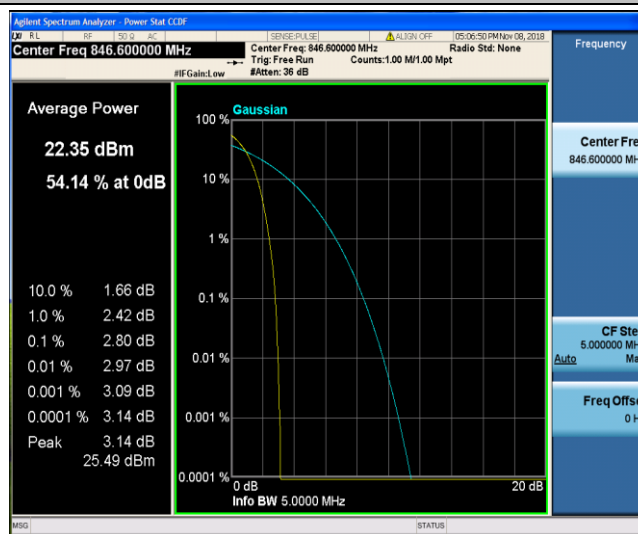 Agilent Spectrum Analyzer - Power Stat CCDF
RL RF 50 Ω AC SENSE:PULSE ALIGN OFF 05:06:50 PM Nov 08, 2018
Center Freq 846.600000 MHz Center Freq: 846.600000 MHz Radio Std: None
Trig: Free Run Counts:1.00 M/1.00 Mpt
#IFGain:Low #Atten: 36 dB
Frequency
Average Power
22.35 dBm
54.14 % at 0dB
10.0 % 1.66 dB
1.0 % 2.42 dB
0.1 % 2.80 dB
0.01 % 2.97 dB
0.001 % 3.09 dB
0.0001 % 3.14 dB
Peak 3.14 dB
25.49 dBm
Gaussian
100 %
10 %
1 %
0.1 %
0.01 %
0.001 %
0.0001 %
0 dB 20 dB
Info BW 5.0000 MHz
Center Fre
846.600000 MH
CF Ste
5.000000 MH
Auto Ma
Freq Offs
0 H
MSG STATUS